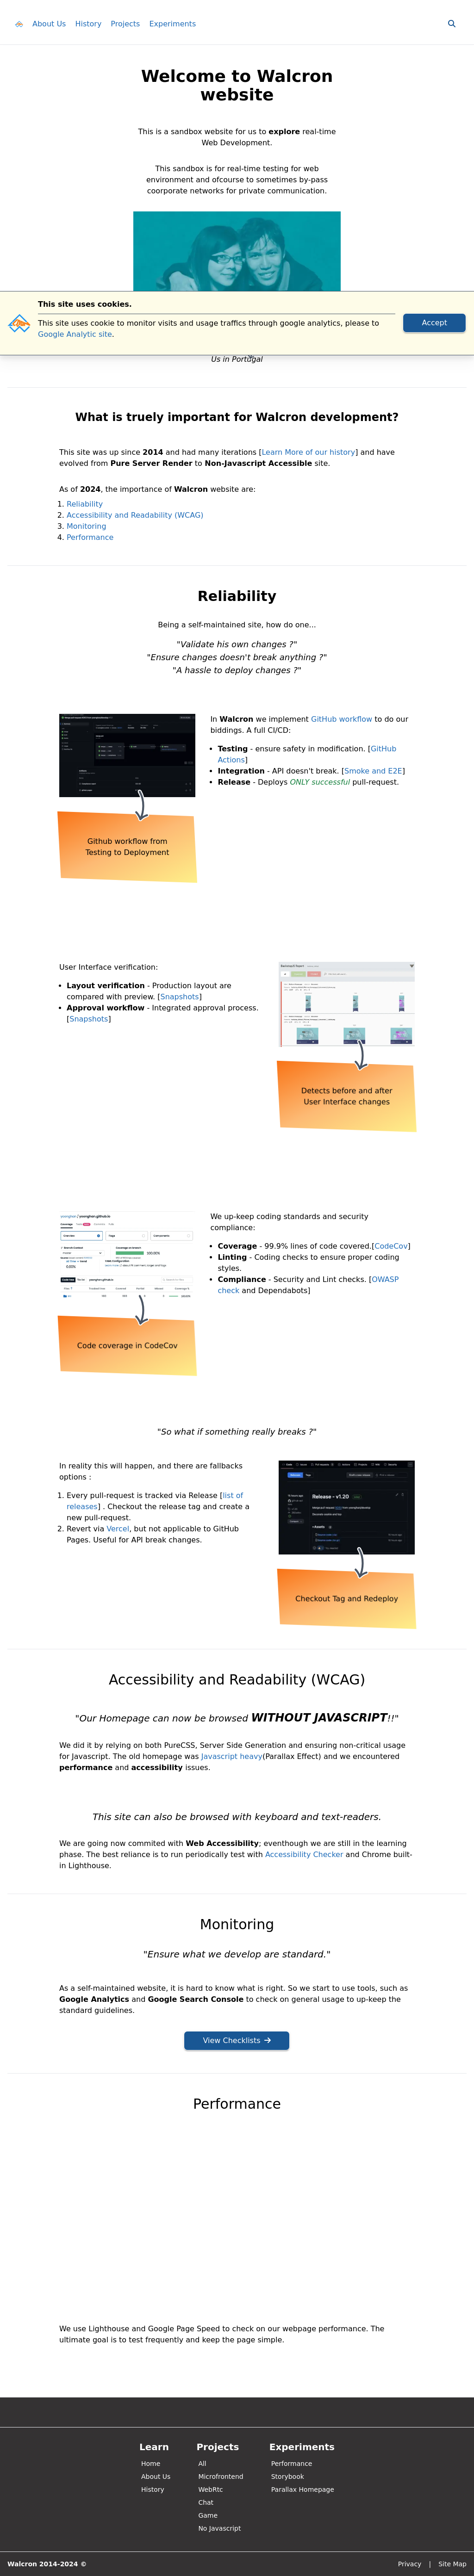 About Us History Projects Experiments
Welcome to Walcron
website
This is a sandbox website for us to explore real-time
Web Development.
This sandbox is for real-time testing for web
environment and ofcourse to sometimes by-pass
coorporate networks for private communication.
This site uses cookies.
This site uses cookie to monitor visits and usage traffics through google analytics, please to
Google Analytic site.
Accept
Us in Portugal
What is truely important for Walcron development?
This site was up since 2014 and had many iterations [Learn More of our history] and have
evolved from Pure Server Render to Non-Javascript Accessible site.
As of 2024, the importance of Walcron website are:
1. Reliability
2. Accessibility and Readability (WCAG)
3. Monitoring
4. Performance
Reliability
Being a self-maintained site, how do one...
"Validate his own changes ?"
"Ensure changes doesn't break anything ?"
"A hassle to deploy changes ?"
In Walcron we implement GitHub workflow to do our
biddings. A full CI/CD:
• Testing - ensure safety in modification. [GitHub
Actions]
• Integration - API doesn't break. [Smoke and E2E]
• Release - Deploys ONLY successful pull-request.
Github workflow from
Testing to Deployment
User Interface verification:
• Layout verification - Production layout are
compared with preview. [Snapshots]
• Approval workflow - Integrated approval process.
[Snapshots]
Detects before and after
User Interface changes
We up-keep coding standards and security
compliance:
• Coverage - 99.9% lines of code covered.[CodeCov]
• Linting - Coding checks to ensure proper coding
styles.
• Compliance - Security and Lint checks. [OWASP
check and Dependabots]
Code coverage in CodeCov
"So what if something really breaks ?"
In reality this will happen, and there are fallbacks
options :
1. Every pull-request is tracked via Release [list of
releases] . Checkout the release tag and create a
new pull-request.
2. Revert via Vercel, but not applicable to GitHub
Pages. Useful for API break changes.
Release - v1.20
Checkout Tag and Redeploy
Accessibility and Readability (WCAG)
"Our Homepage can now be browsed WITHOUT JAVASCRIPT!!"
We did it by relying on both PureCSS, Server Side Generation and ensuring non-critical usage
for Javascript. The old homepage was Javascript heavy(Parallax Effect) and we encountered
performance and accessibility issues.
This site can also be browsed with keyboard and text-readers.
We are going now commited with Web Accessibility; eventhough we are still in the learning
phase. The best reliance is to run periodically test with Accessibility Checker and Chrome built-
in Lighthouse.
Monitoring
"Ensure what we develop are standard."
As a self-maintained website, it is hard to know what is right. So we start to use tools, such as
Google Analytics and Google Search Console to check on general usage to up-keep the
standard guidelines.
View Checklists
Performance
We use Lighthouse and Google Page Speed to check on our webpage performance. The
ultimate goal is to test frequently and keep the page simple.
Learn
Home
About Us
History
Projects
All
Microfrontend
WebRtc
Chat
Game
No Javascript
Experiments
Performance
Storybook
Parallax Homepage
Walcron 2014-2024 ©
Privacy | Site Map